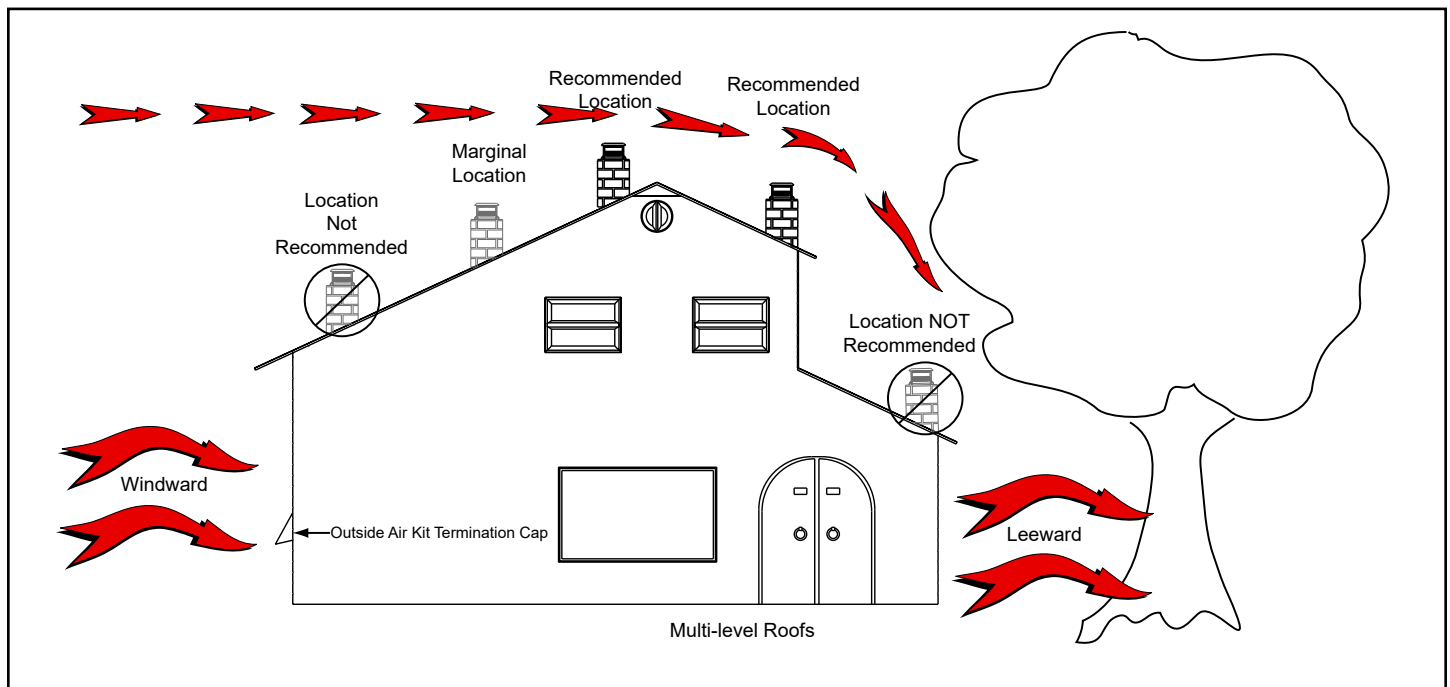 Recommended
Location
Recommended
Location
Marginal
Location
Location
Not
Recommended
Location NOT
Recommended
Windward
Outside Air Kit Termination Cap
Leeward
Multi-level Roofs